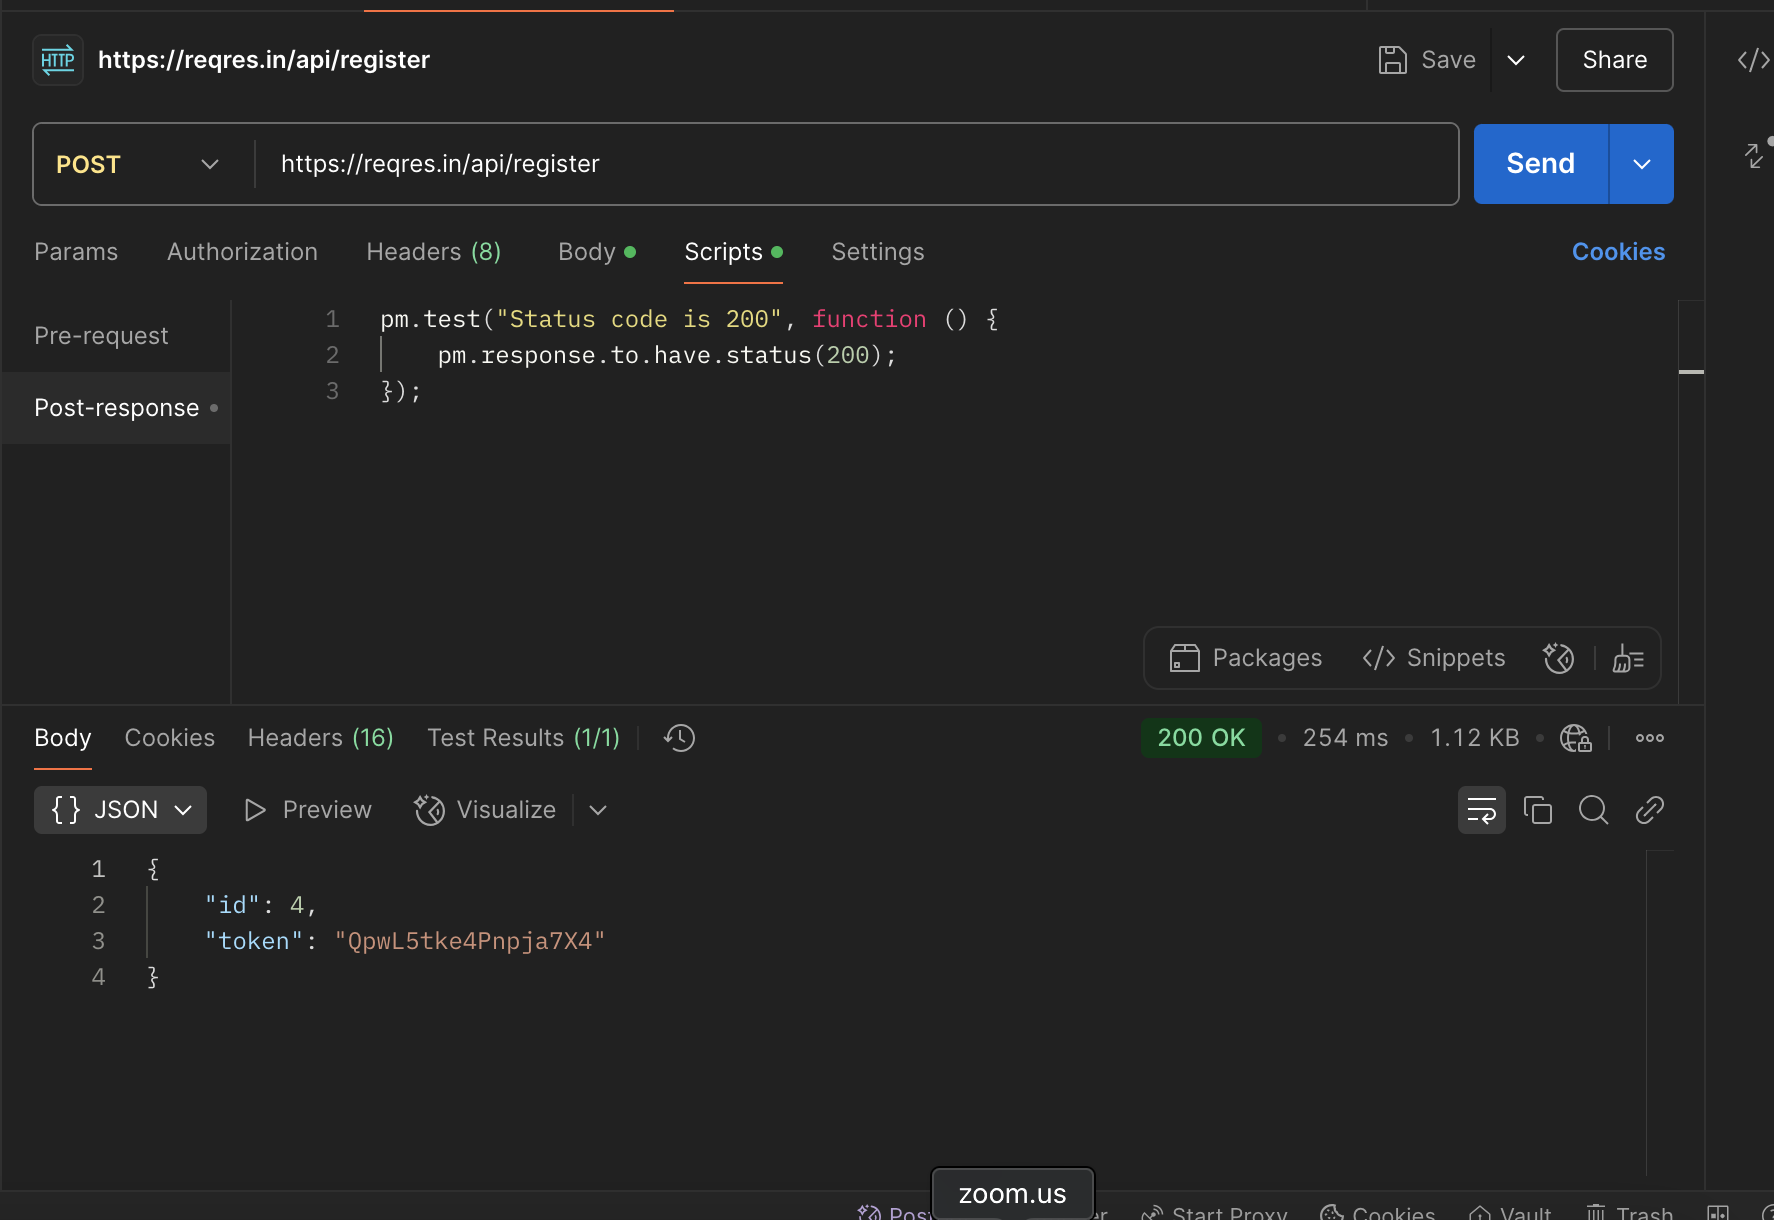 HTTP https://reqres.in/api/register Save Share
POST https://reqres.in/api/register Send
Params Authorization Headers (8) Body Scripts Settings Cookies
Pre-request
Post-response
1 pm.test("Status code is 200", function () {
2 pm.response.to.have.status(200);
3 });
Packages </> Snippets
Body Cookies Headers (16) Test Results (1/1) 200 OK 254 ms 1.12 KB
{} JSON Preview Visualize
1 {
2 "id": 4,
3 "token": "QpwL5tke4Pnpja7X4"
4 }
zoom.us
Start Proxy Cookies Vault Trash